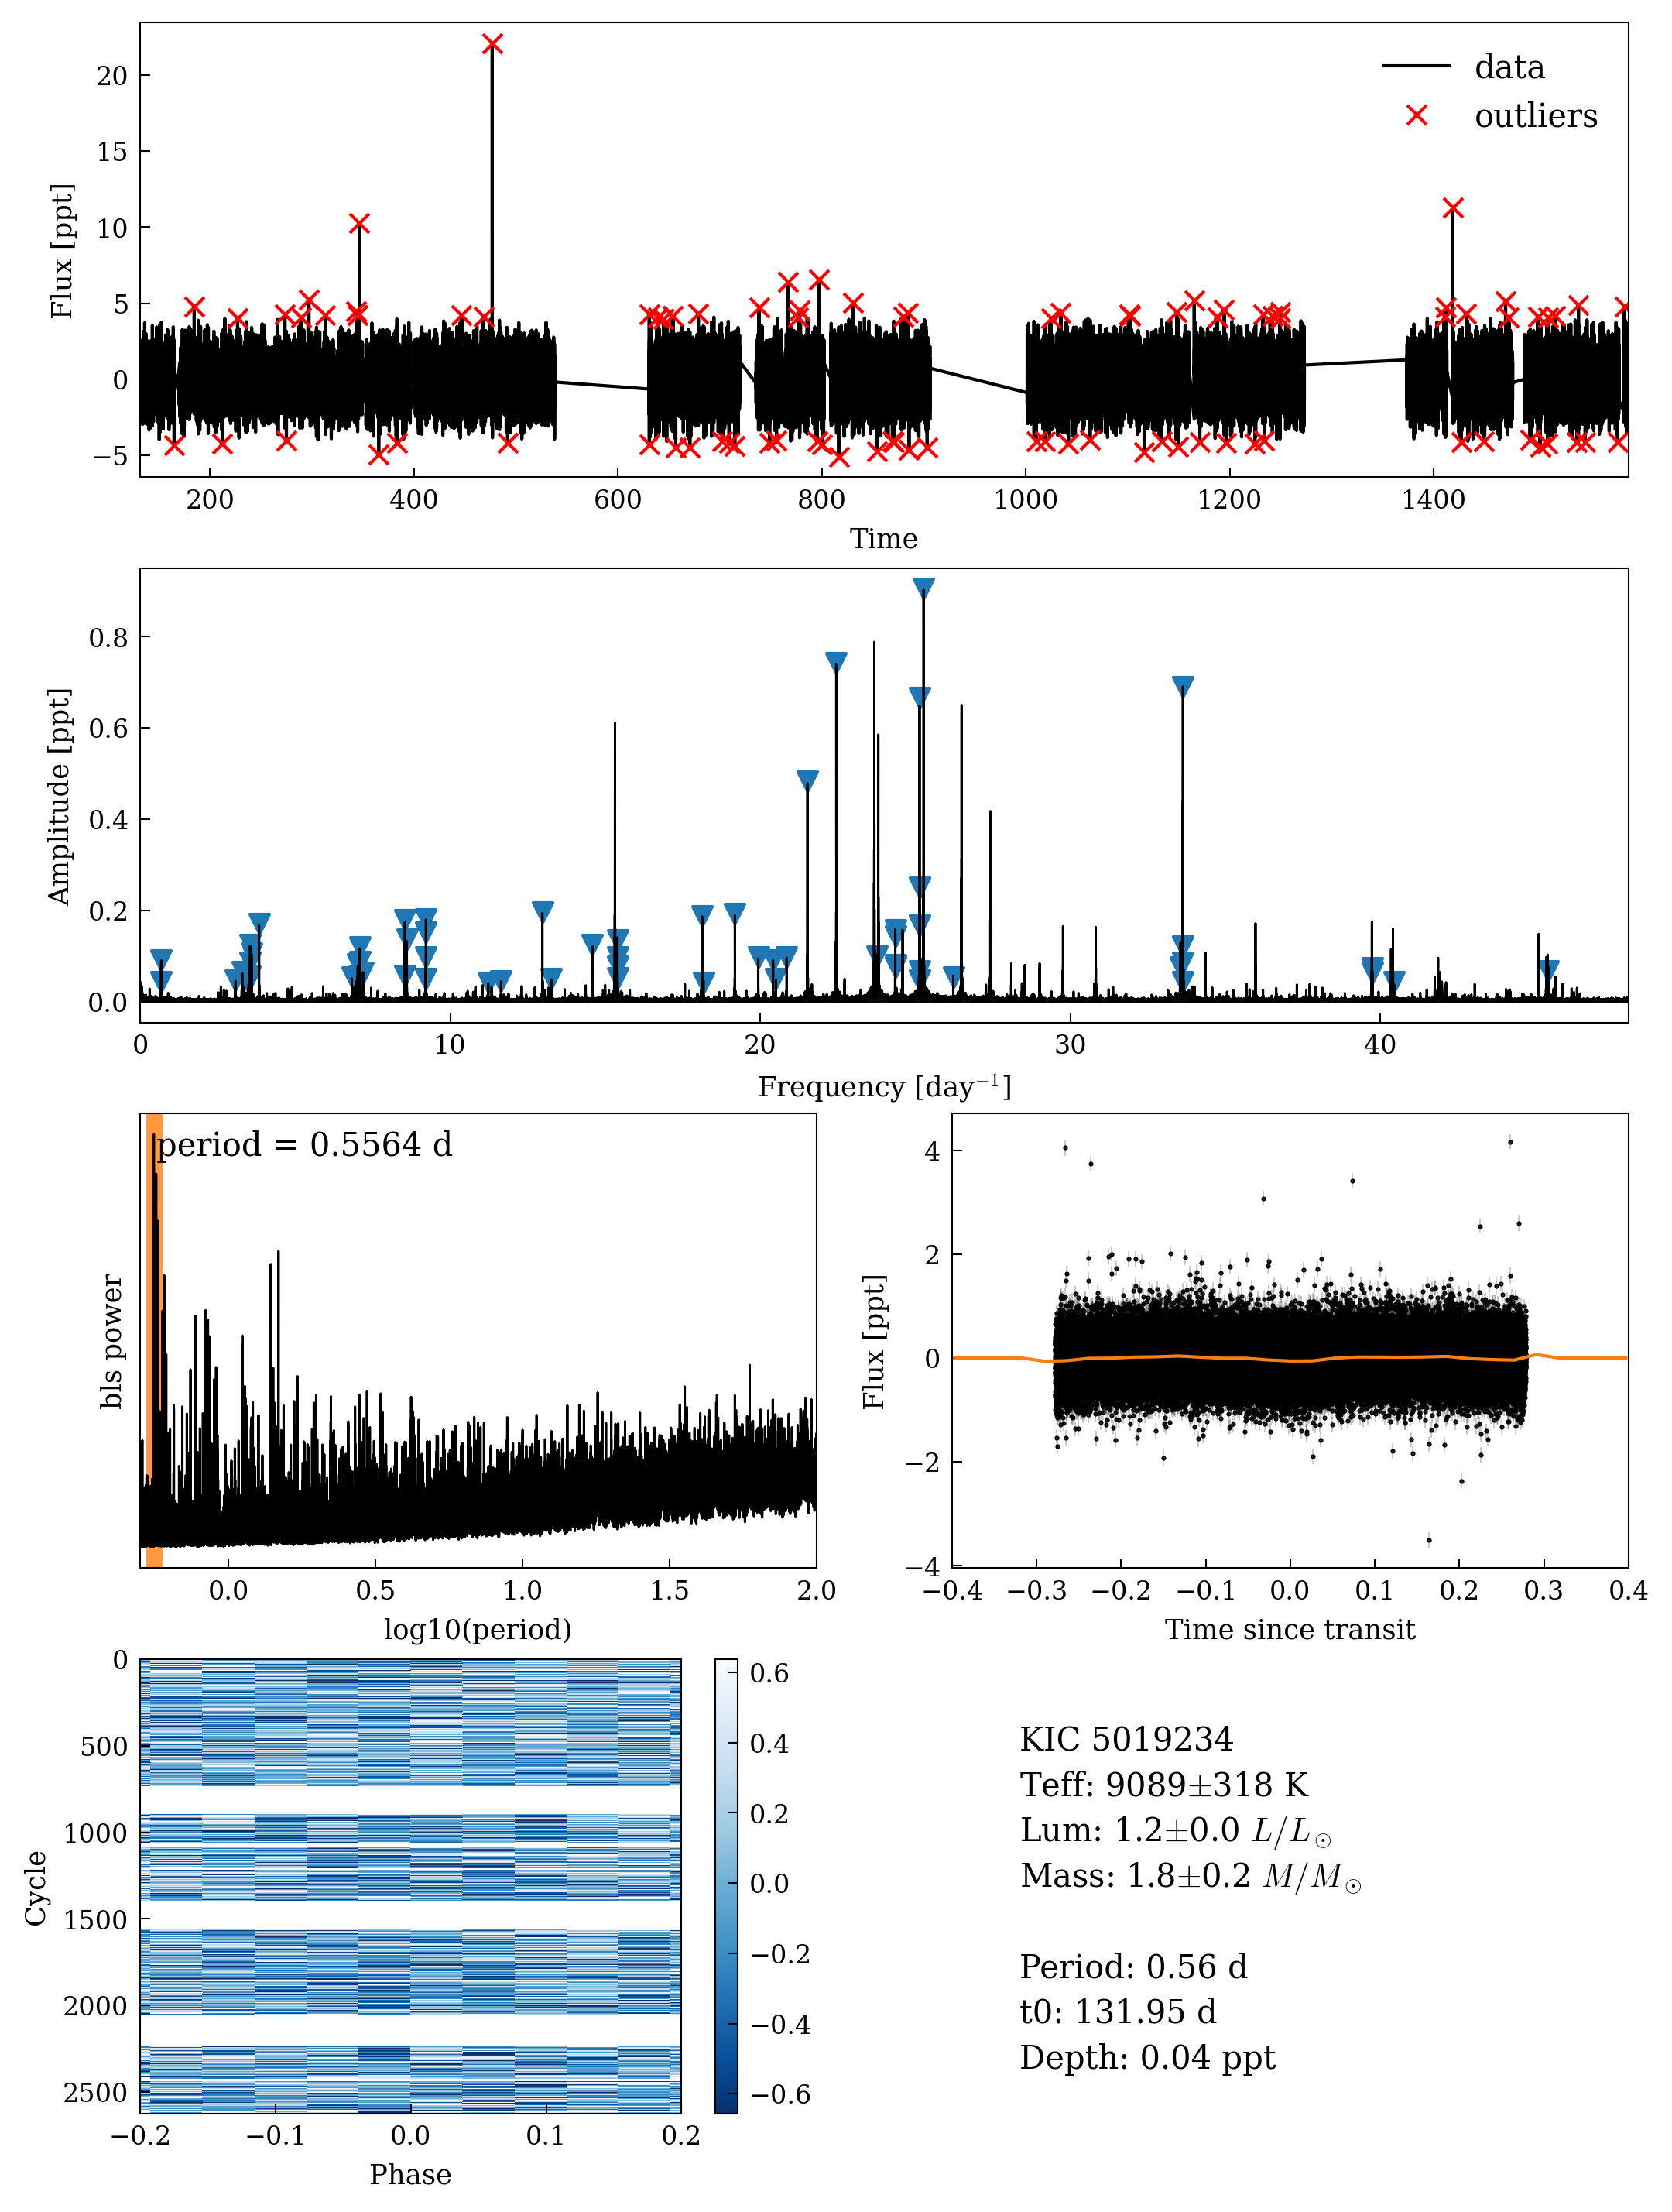 20
15
10
5
0
−5
Flux [ppt]
data
outliers
200 400 600 800 1000 1200 1400
Time
0.8
0.6
0.4
0.2
0.0
Amplitude [ppt]
0 10 20 30 40
Frequency [day⁻¹]
period = 0.5564 d
bls power
0.0 0.5 1.0 1.5 2.0
log10(period)
4
2
0
−2
−4
Flux [ppt]
−0.4 −0.3 −0.2 −0.1 0.0 0.1 0.2 0.3 0.4
Time since transit
0
500
1000
1500
2000
2500
Cycle
−0.2 −0.1 0.0 0.1 0.2
Phase
0.6
0.4
0.2
0.0
−0.2
−0.4
−0.6
KIC 5019234
Teff: 9089±318 K
Lum: 1.2±0.0 L/L⊙
Mass: 1.8±0.2 M/M⊙
Period: 0.56 d
t0: 131.95 d
Depth: 0.04 ppt